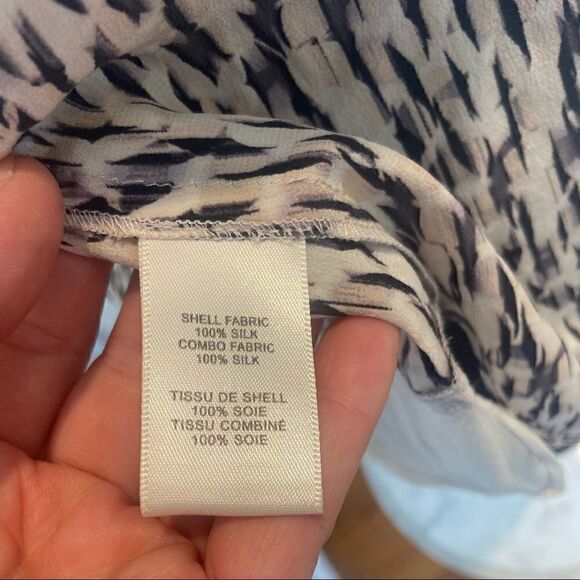 SHELL FABRIC
100% SILK
COMBO FABRIC
100% SILK
TISSU DE SHELL
100% SOIE
TISSU COMBINÉ
100% SOIE